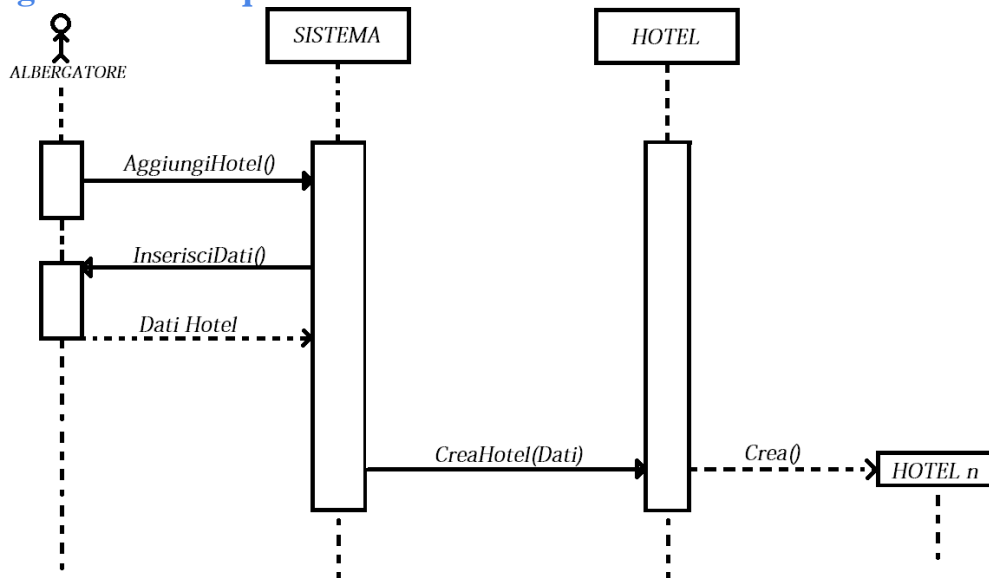 SISTEMA
HOTEL
ALBERGATORE
AggiungiHotel()
InserisciDati()
Dati Hotel
CreaHotel(Dati)
Crea()
HOTEL n